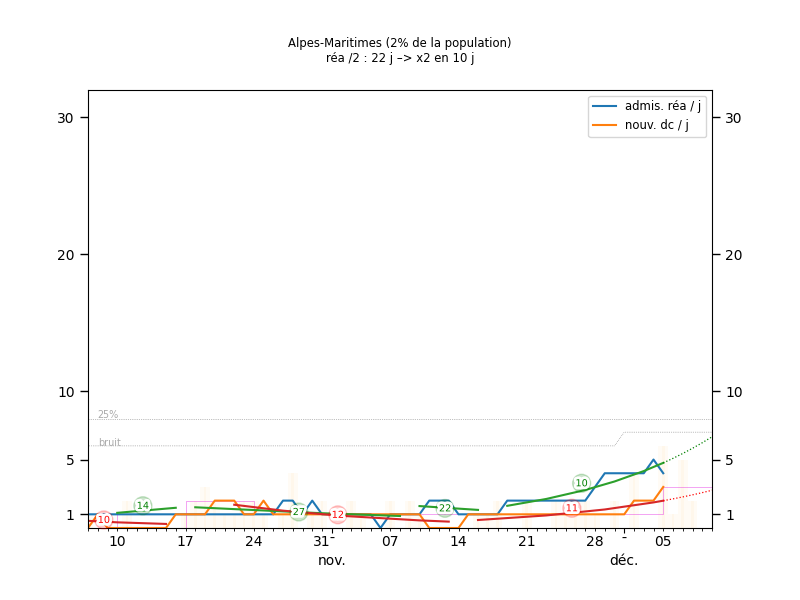 Alpes-Maritimes (2% de la population)
réa /2 : 22 j –> x2 en 10 j
admis. réa / j
nouv. dc / j
30 30
20 20
10 10
25%
bruit
5 5
10
14
27
12
22
10
11
1 1
10 17 24 31 07 14 21 28 - 05
nov. déc.